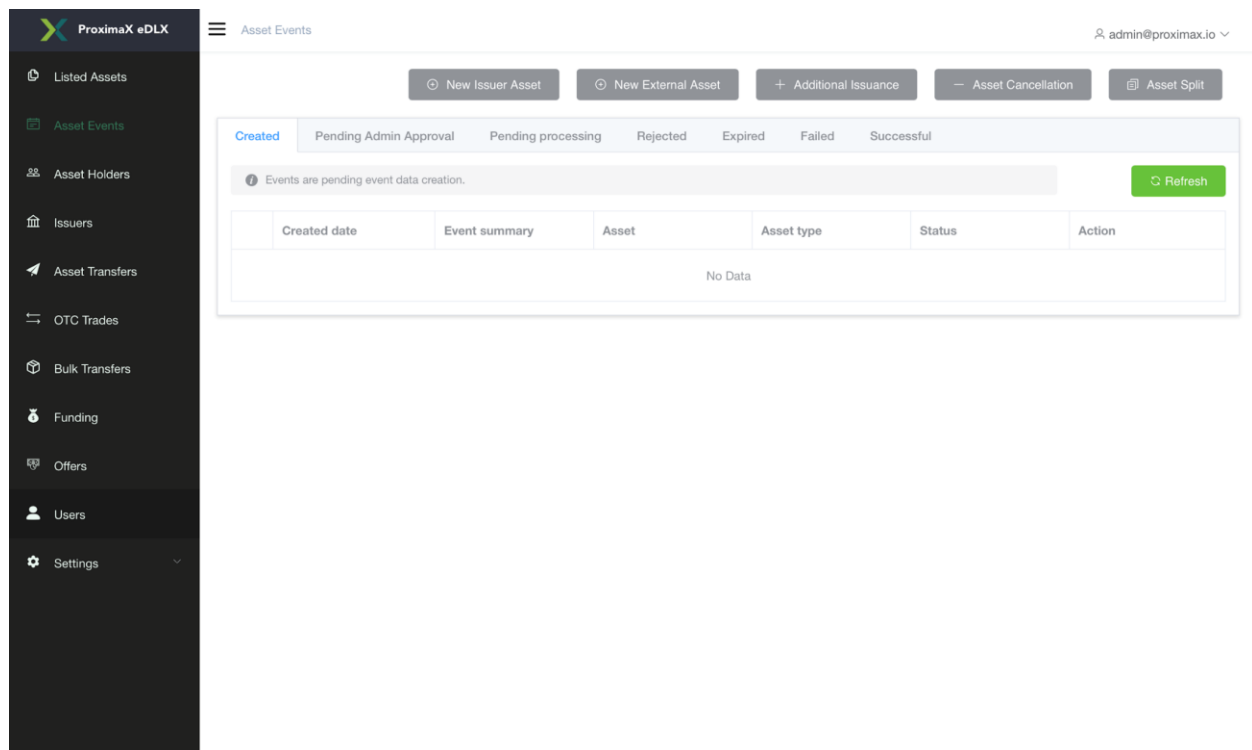 ProximaX eDLX
Asset Events
admin@proximax.io
Listed Assets
Asset Events
Asset Holders
Issuers
Asset Transfers
OTC Trades
Bulk Transfers
Funding
Offers
Users
Settings
New Issuer Asset
New External Asset
Additional Issuance
Asset Cancellation
Asset Split
Created Pending Admin Approval Pending processing Rejected Expired Failed Successful
Events are pending event data creation.
Refresh
Created date Event summary Asset Asset type Status Action
No Data